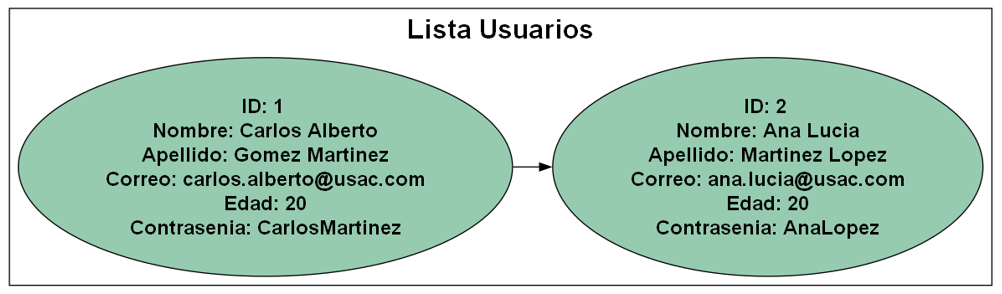 Lista Usuarios
ID: 1
Nombre: Carlos Alberto
Apellido: Gomez Martinez
Correo: carlos.alberto@usac.com
Edad: 20
Contrasenia: CarlosMartinez
ID: 2
Nombre: Ana Lucia
Apellido: Martinez Lopez
Correo: ana.lucia@usac.com
Edad: 20
Contrasenia: AnaLopez